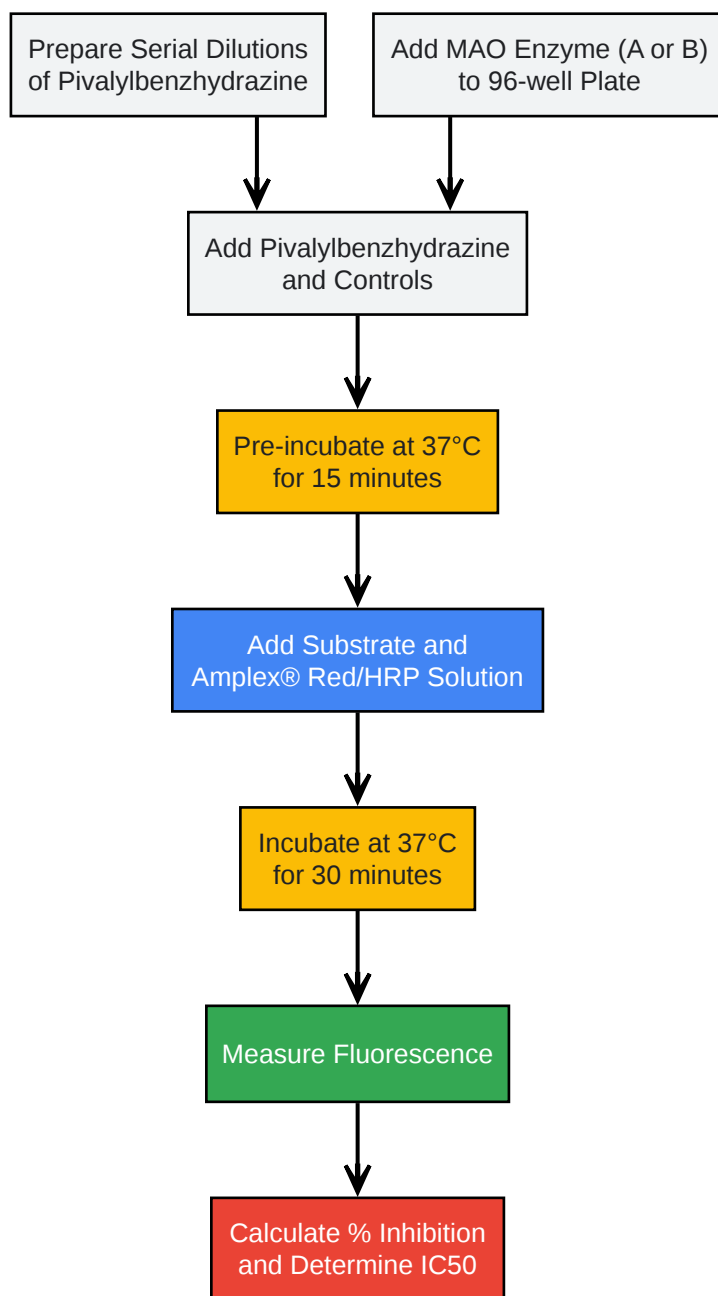 Prepare Serial Dilutions
of Pivalylbenzhydrazine
Add MAO Enzyme (A or B)
to 96-well Plate
Add Pivalylbenzhydrazine
and Controls
Pre-incubate at 37°C
for 15 minutes
Add Substrate and
Amplex® Red/HRP Solution
Incubate at 37°C
for 30 minutes
Measure Fluorescence
Calculate % Inhibition
and Determine IC50